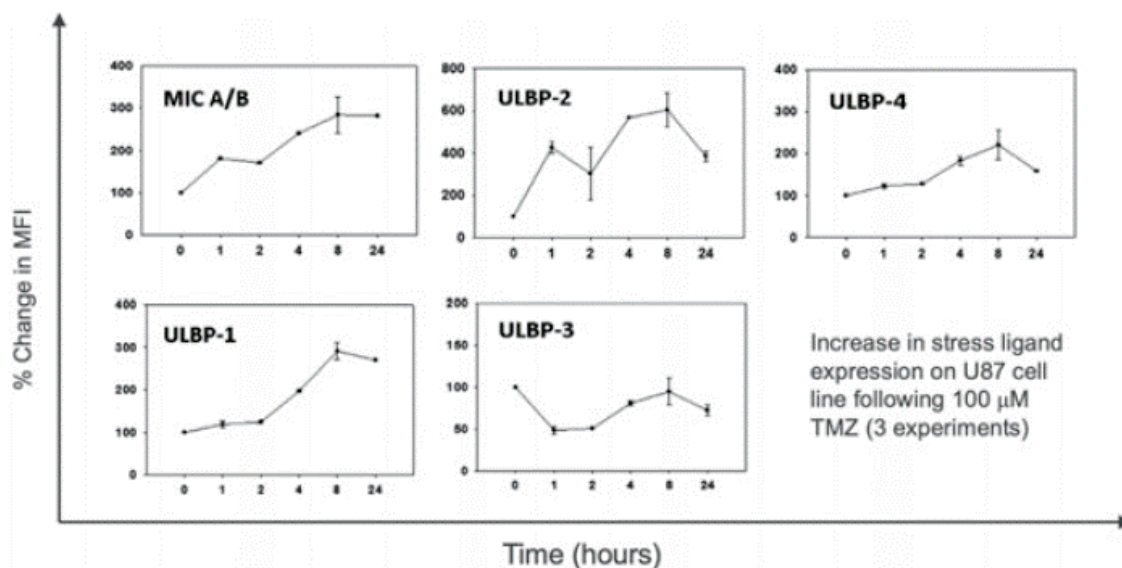 % Change in MFI
MIC A/B
400
300
200
100
0
0 1 2 4 8 24
ULBP-2
800
600
400
200
0
0 1 2 4 8 24
ULBP-4
400
300
200
100
0
0 1 2 4 8 24
ULBP-1
400
300
200
100
0
0 1 2 4 8 24
ULBP-3
200
150
100
50
0
0 1 2 4 8 24
Increase in stress ligand
expression on U87 cell
line following 100 μM
TMZ (3 experiments)
Time (hours)